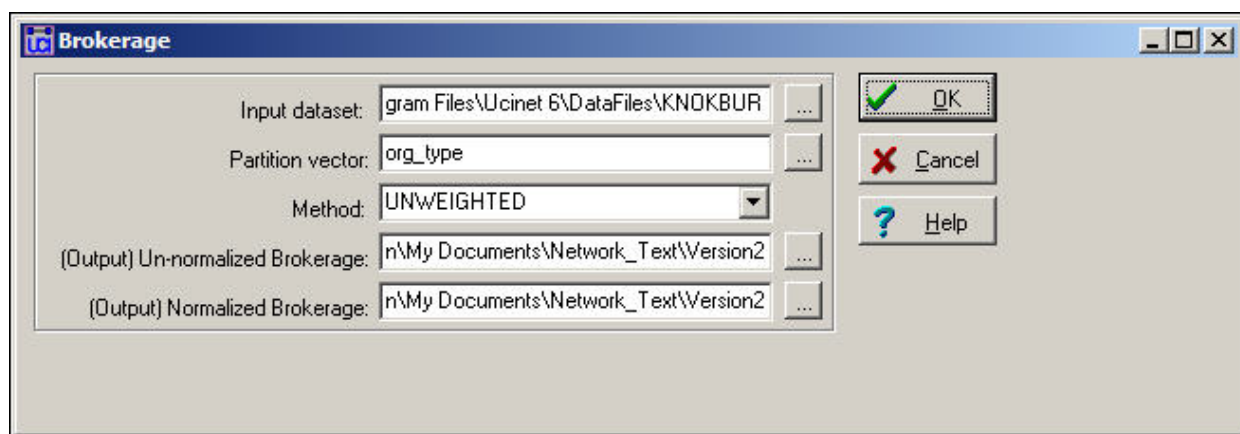 Brokerage
Input dataset: gram Files\Ucinet 6\DataFiles\KNOKBUR ...
OK
Partition vector: org_type ...
Cancel
Method: UNWEIGHTED
Help
(Output) Un-normalized Brokerage: n\My Documents\Network_Text\Version2 ...
(Output) Normalized Brokerage: n\My Documents\Network_Text\Version2 ...